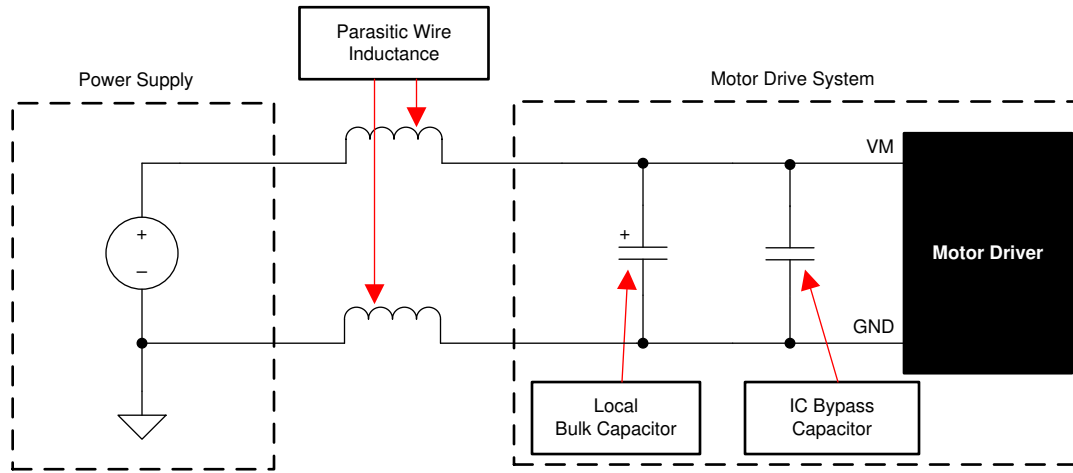 Parasitic Wire
Inductance
Power Supply
Motor Drive System
VM
+
–
+
Motor Driver
GND
Local
Bulk Capacitor
IC Bypass
Capacitor